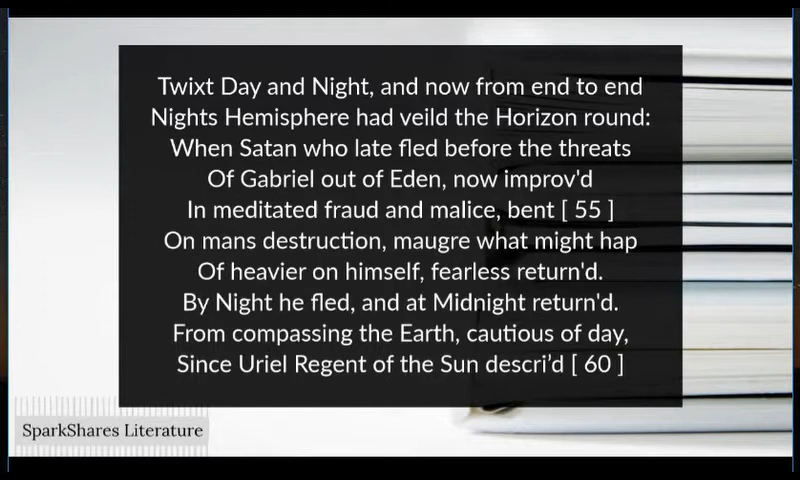 Twixt Day and Night, and now from end to end
Nights Hemisphere had veild the Horizon round:
When Satan who late fled before the threats
Of Gabriel out of Eden, now improv'd
In meditated fraud and malice, bent [ 55 ]
On mans destruction, maugre what might hap
Of heavier on himself, fearless return'd.
By Night he fled, and at Midnight return'd.
From compassing the Earth, cautious of day,
Since Uriel Regent of the Sun descri’d [ 60 ]
SparkShares Literature